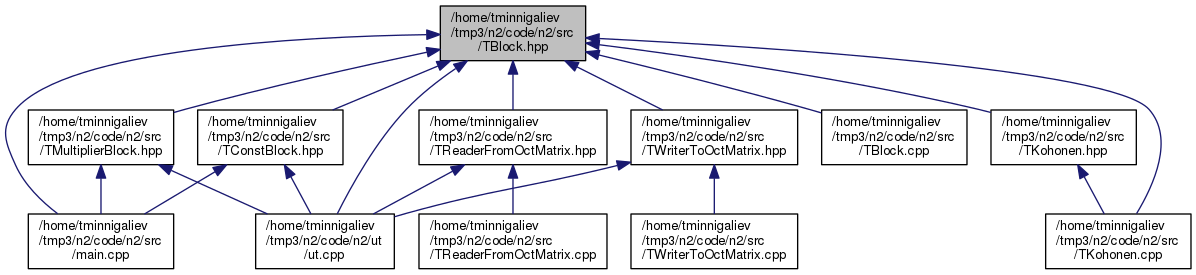 /home/tminnigaliev
/tmp3/n2/code/n2/src
/TBlock.hpp
/home/tminnigaliev
/tmp3/n2/code/n2/src
/TMultiplierBlock.hpp
/home/tminnigaliev
/tmp3/n2/code/n2/src
/TConstBlock.hpp
/home/tminnigaliev
/tmp3/n2/code/n2/src
/TReaderFromOctMatrix.hpp
/home/tminnigaliev
/tmp3/n2/code/n2/src
/TWriterToOctMatrix.hpp
/home/tminnigaliev
/tmp3/n2/code/n2/src
/TBlock.cpp
/home/tminnigaliev
/tmp3/n2/code/n2/src
/TKohonen.hpp
/home/tminnigaliev
/tmp3/n2/code/n2/src
/main.cpp
/home/tminnigaliev
/tmp3/n2/code/n2/ut
/ut.cpp
/home/tminnigaliev
/tmp3/n2/code/n2/src
/TReaderFromOctMatrix.cpp
/home/tminnigaliev
/tmp3/n2/code/n2/src
/TWriterToOctMatrix.cpp
/home/tminnigaliev
/tmp3/n2/code/n2/src
/TKohonen.cpp